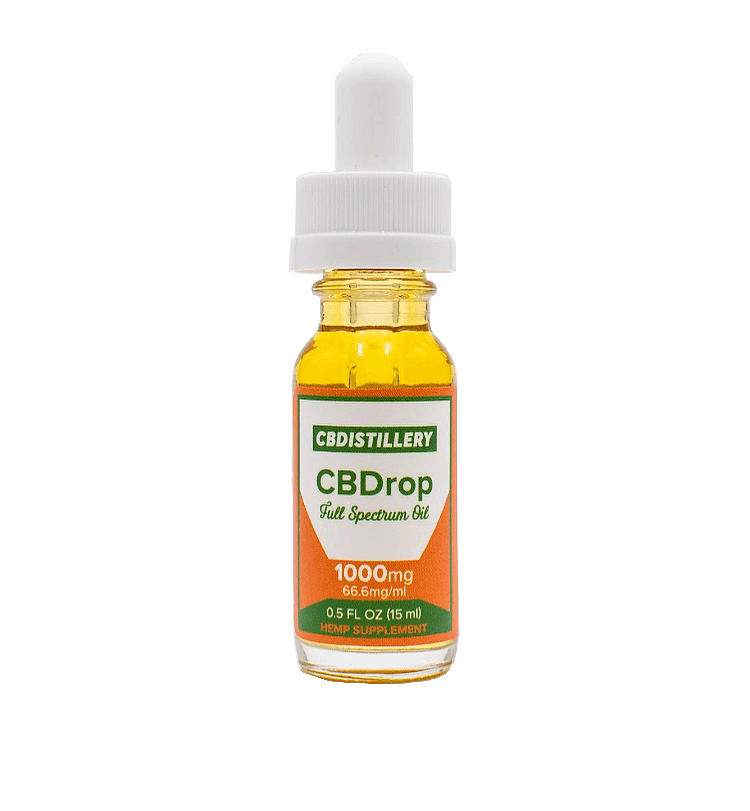 CBDISTILLERY
CBDrop
Full Spectrum Oil
1000mg
66.6mg/ml
0.5 FL OZ (15 ml)
HEMP SUPPLEMENT